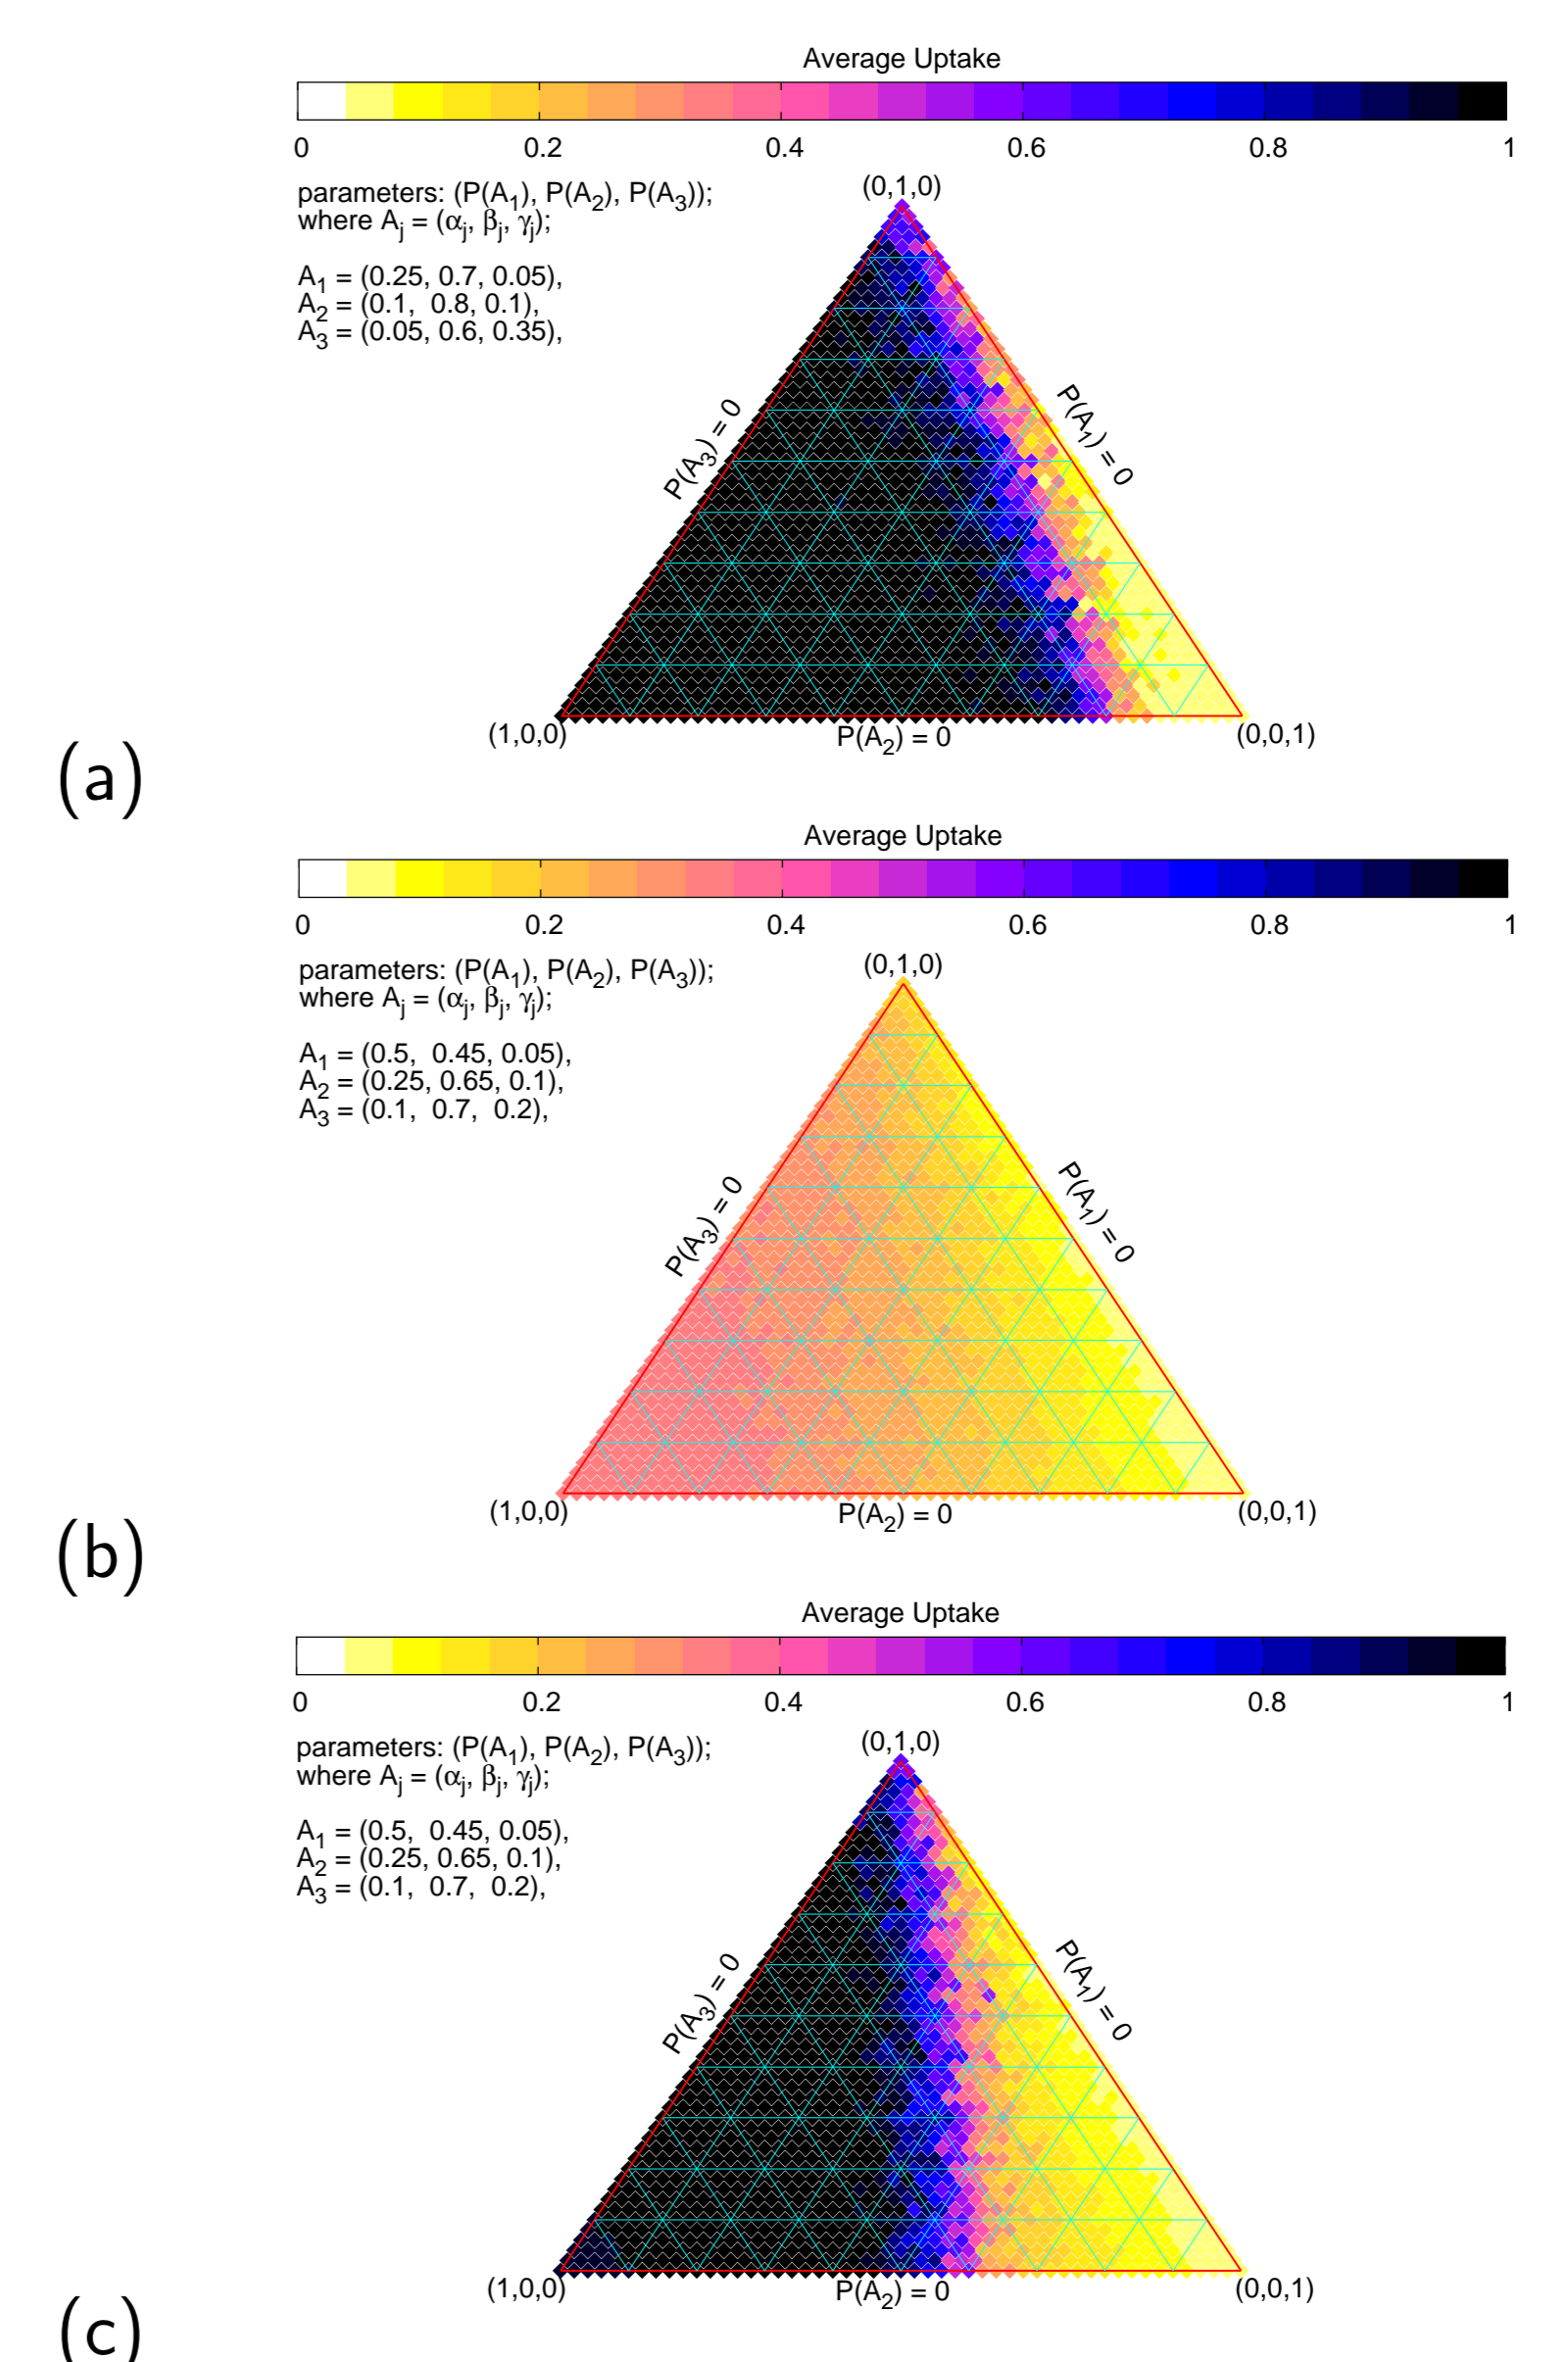 Average Uptake
0 0.2 0.4 0.6 0.8 1
parameters: (P(A1), P(A2), P(A3));
where Aj = (αj, βj, γj);
A1 = (0.25, 0.7, 0.05),
A2 = (0.1, 0.8, 0.1),
A3 = (0.05, 0.6, 0.35),
(0,1,0)
P(A3) = 0
P(A1) = 0
(1,0,0)
P(A2) = 0
(0,0,1)
(a)
Average Uptake
0 0.2 0.4 0.6 0.8 1
parameters: (P(A1), P(A2), P(A3));
where Aj = (αj, βj, γj);
A1 = (0.5, 0.45, 0.05),
A2 = (0.25, 0.65, 0.1),
A3 = (0.1, 0.7, 0.2),
(0,1,0)
P(A3) = 0
P(A1) = 0
(1,0,0)
P(A2) = 0
(0,0,1)
(b)
Average Uptake
0 0.2 0.4 0.6 0.8 1
parameters: (P(A1), P(A2), P(A3));
where Aj = (αj, βj, γj);
A1 = (0.5, 0.45, 0.05),
A2 = (0.25, 0.65, 0.1),
A3 = (0.1, 0.7, 0.2),
(0,1,0)
P(A3) = 0
P(A1) = 0
(1,0,0)
P(A2) = 0
(0,0,1)
(c)